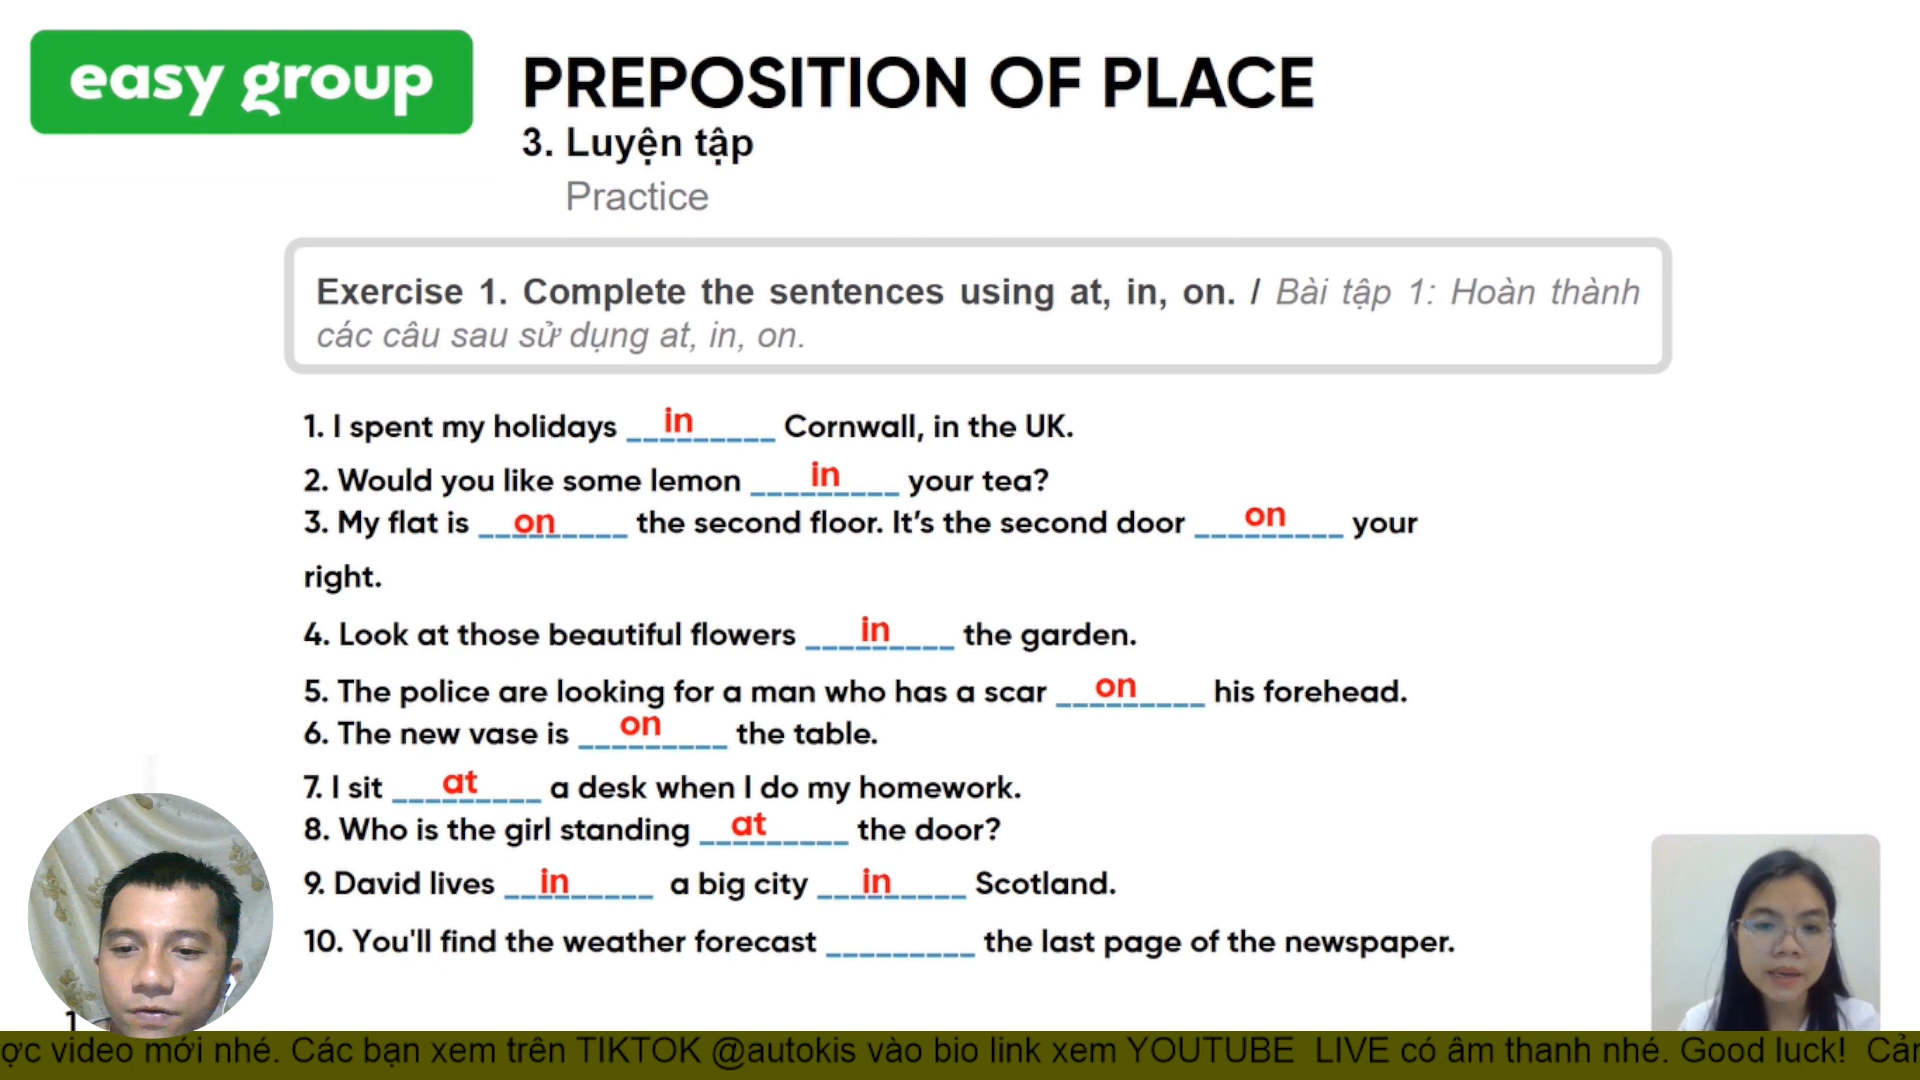 easy group
PREPOSITION OF PLACE
3. Luyện tập
Practice
Exercise 1. Complete the sentences using at, in, on. / Bài tập 1: Hoàn thành
các câu sau sử dụng at, in, on.
1. I spent my holidays in Cornwall, in the UK.
2. Would you like some lemon in your tea?
3. My flat is on the second floor. It's the second door on your
right.
4. Look at those beautiful flowers in the garden.
5. The police are looking for a man who has a scar on his forehead.
6. The new vase is on the table.
7. I sit at a desk when I do my homework.
8. Who is the girl standing at the door?
9. David lives in a big city in Scotland.
10. You'll find the weather forecast _________ the last page of the newspaper.
1
video mới nhé. Các bạn xem trên TIKTOK @autokis vào bio link xem YOUTUBE LIVE có âm thanh nhé. Good luck!